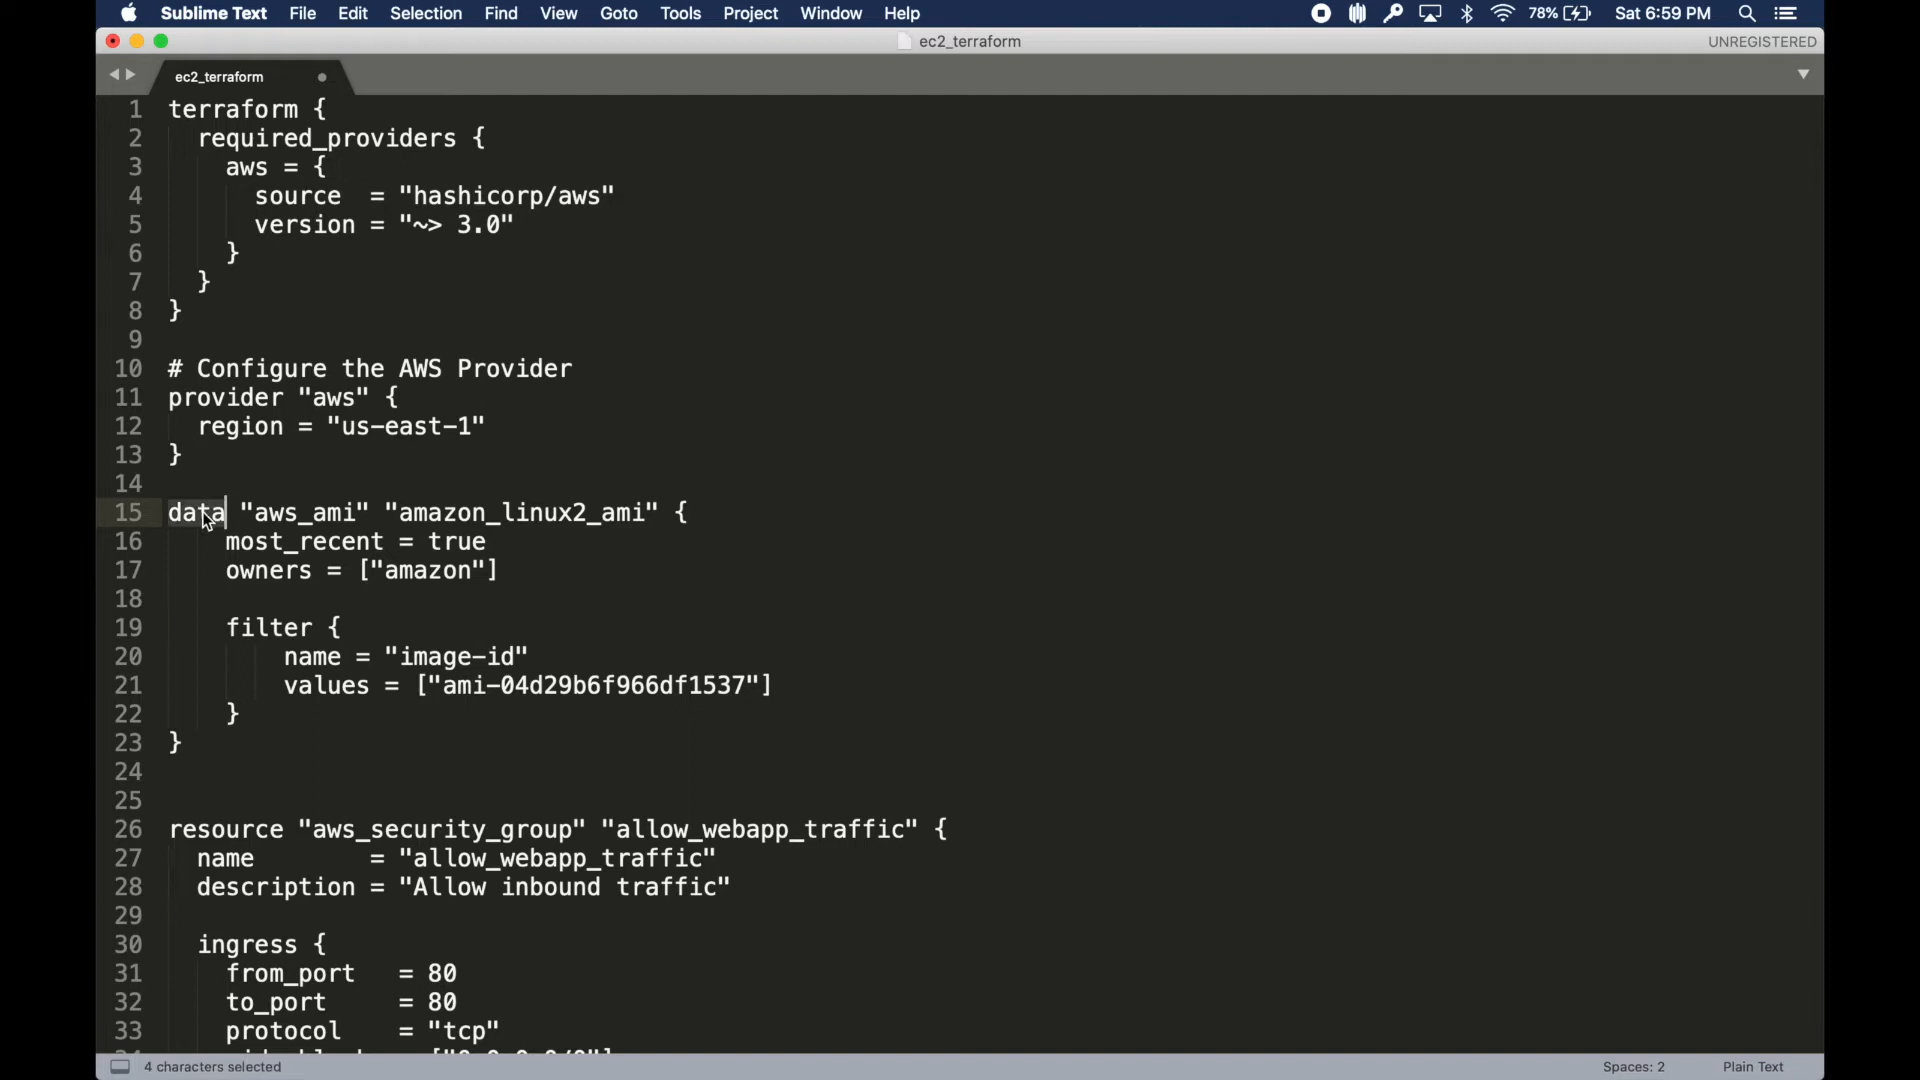 Sublime Text File Edit Selection Find View Goto Tools Project Window Help 78% Sat 6:59 PM
ec2_terraform UNREGISTERED
ec2_terraform
1 terraform {
2 required_providers {
3 aws = {
4 source = "hashicorp/aws"
5 version = "~> 3.0"
6 }
7 }
8 }
9
10 # Configure the AWS Provider
11 provider "aws" {
12 region = "us-east-1"
13 }
14
15 data "aws_ami" "amazon_linux2_ami" {
16 most_recent = true
17 owners = ["amazon"]
18
19 filter {
20 name = "image-id"
21 values = ["ami-04d29b6f966df1537"]
22 }
23 }
24
25
26 resource "aws_security_group" "allow_webapp_traffic" {
27 name = "allow_webapp_traffic"
28 description = "Allow inbound traffic"
29
30 ingress {
31 from_port = 80
32 to_port = 80
33 protocol = "tcp"
4 characters selected Spaces: 2 Plain Text